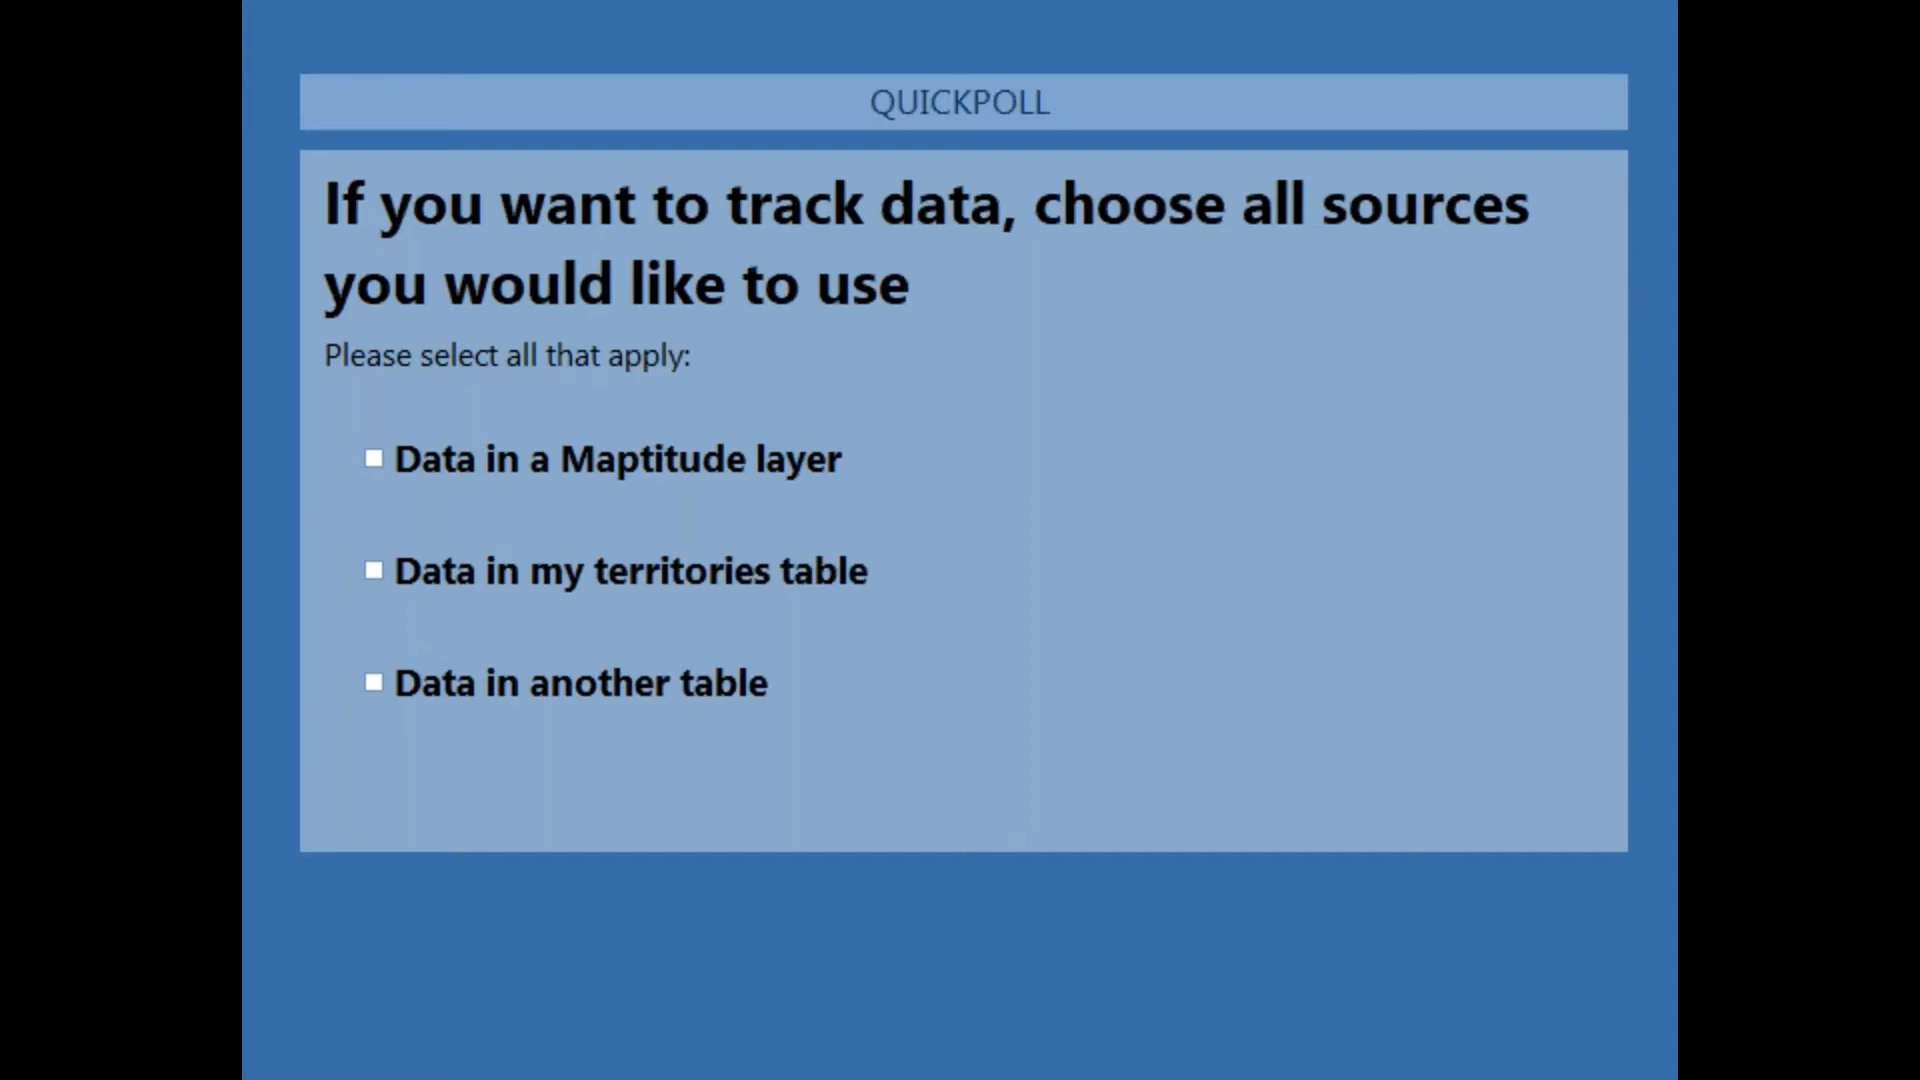 QUICKPOLL
If you want to track data, choose all sources
you would like to use
Please select all that apply:
Data in a Maptitude layer
Data in my territories table
Data in another table